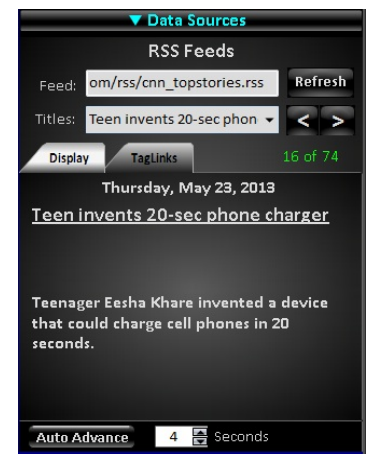 ▼ Data Sources
RSS Feeds
Feed: om/rss/cnn_topstories.rss Refresh
Titles: Teen invents 20-sec phon < >
Display TagLinks 16 of 74
Thursday, May 23, 2013
Teen invents 20-sec phone charger
Teenager Eesha Khare invented a device
that could charge cell phones in 20
seconds.
Auto Advance 4 Seconds